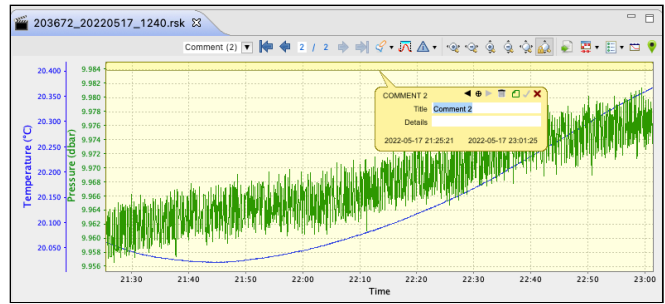 203672_20220517_1240.rsk
Comment (2) 2 / 2
COMMENT 2
Title Comment 2
Details
2022-05-17 21:25:21 2022-05-17 23:01:25
Temperature (°C)
20.400
20.350
20.300
20.250
20.200
20.150
20.100
20.050
Pressure (dbar)
9.984
9.982
9.980
9.978
9.976
9.974
9.972
9.970
9.968
9.966
9.964
9.962
9.960
9.958
9.956
21:30 21:40 21:50 22:00 22:10 22:20 22:30 22:40 22:50 23:00
Time